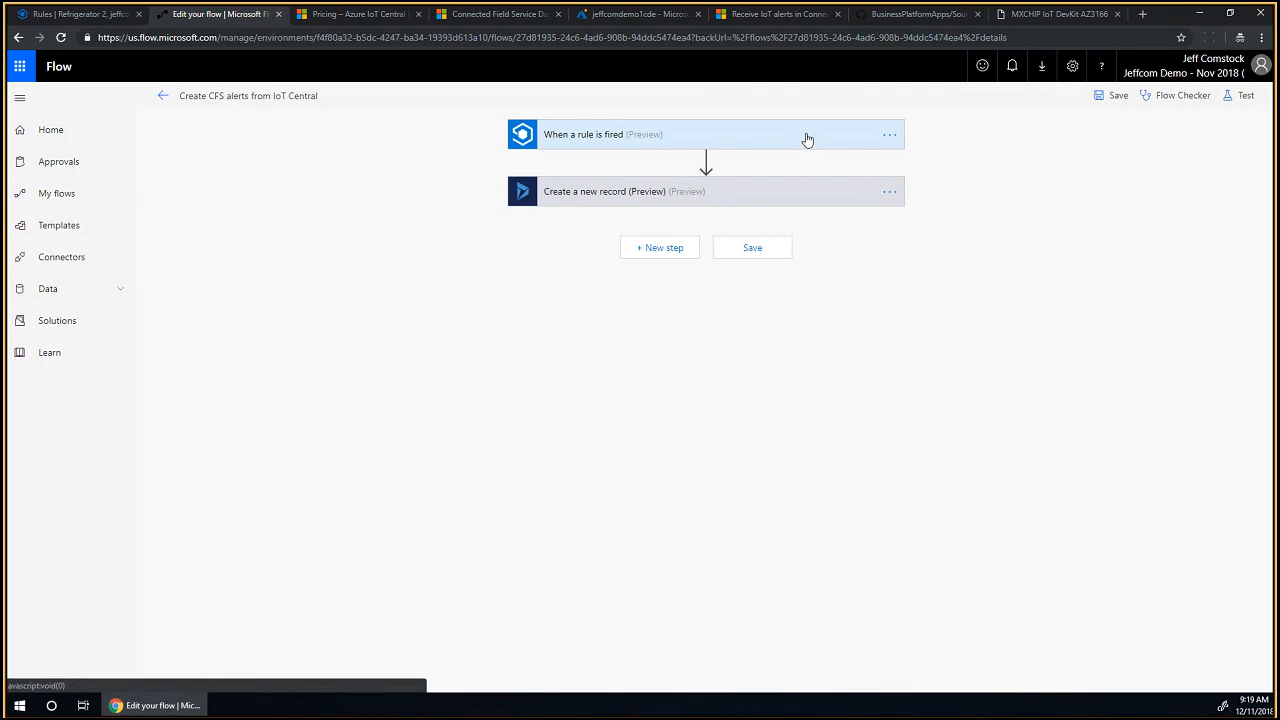 Rules | Refrigerator 2, jeffcc
Edit your flow | Microsoft Fl
Pricing – Azure IoT Central
Connected Field Service Da
jeffcomdemo1cde - Micros
Receive IoT alerts in Conne
BusinessPlatformApps/Sou
MXCHIP IoT DevKit AZ3166
https://us.flow.microsoft.com/manage/environments/f4f80a32-b5dc-4247-ba34-19393d613a10/flows/27d81935-24c6-4ad6-908b-94ddc5474ea4?backUrl=%2Fflows%2F27d81935-24c6-4ad6-908b-94ddc5474ea4%2Fdetails
Flow
?
Jeff Comstock
Jeffcom Demo - Nov 2018 (
Create CFS alerts from IoT Central
Save
Flow Checker
Test
Home
Approvals
My flows
Templates
Connectors
Data
Solutions
Learn
When a rule is fired (Preview)
...
Create a new record (Preview) (Preview)
...
+ New step
Save
avascript:void(0)
Edit your flow | Mic...
9:19 AM
12/11/2018